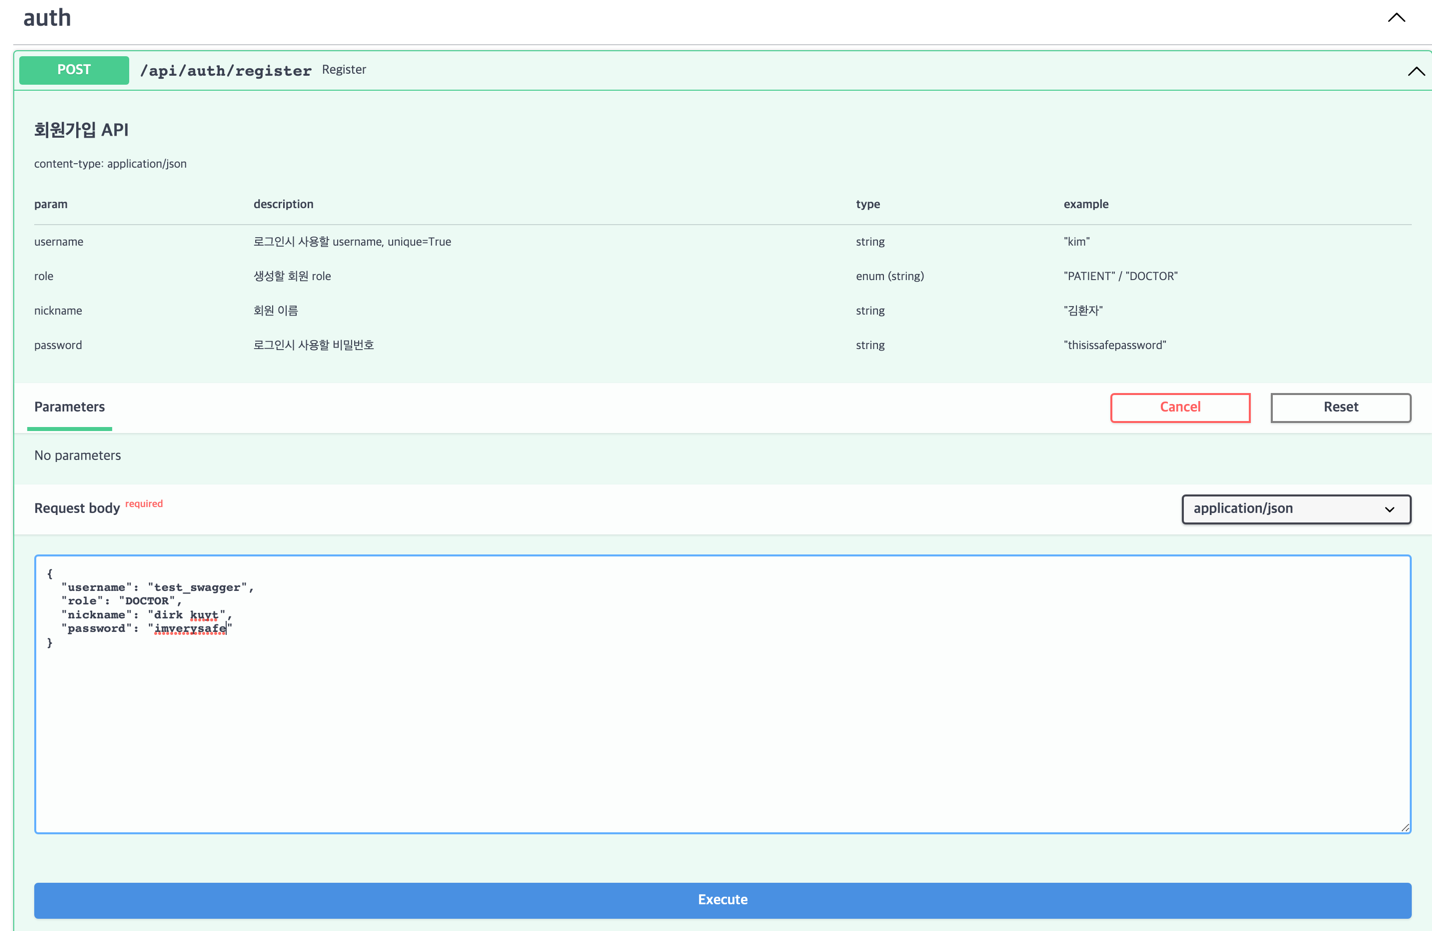 auth
POST /api/auth/register Register
회원가입 API
content-type: application/json
param description type example
username 로그인시 사용할 username, unique=True string "kim"
role 생성할 회원 role enum (string) "PATIENT" / "DOCTOR"
nickname 회원 이름 string "김환자"
password 로그인시 사용할 비밀번호 string "thisissafepassword"
Parameters Cancel Reset
No parameters
Request body required application/json
{
"username": "test_swagger",
"role": "DOCTOR",
"nickname": "dirk kuyt",
"password": "imverysafe"
}
Execute